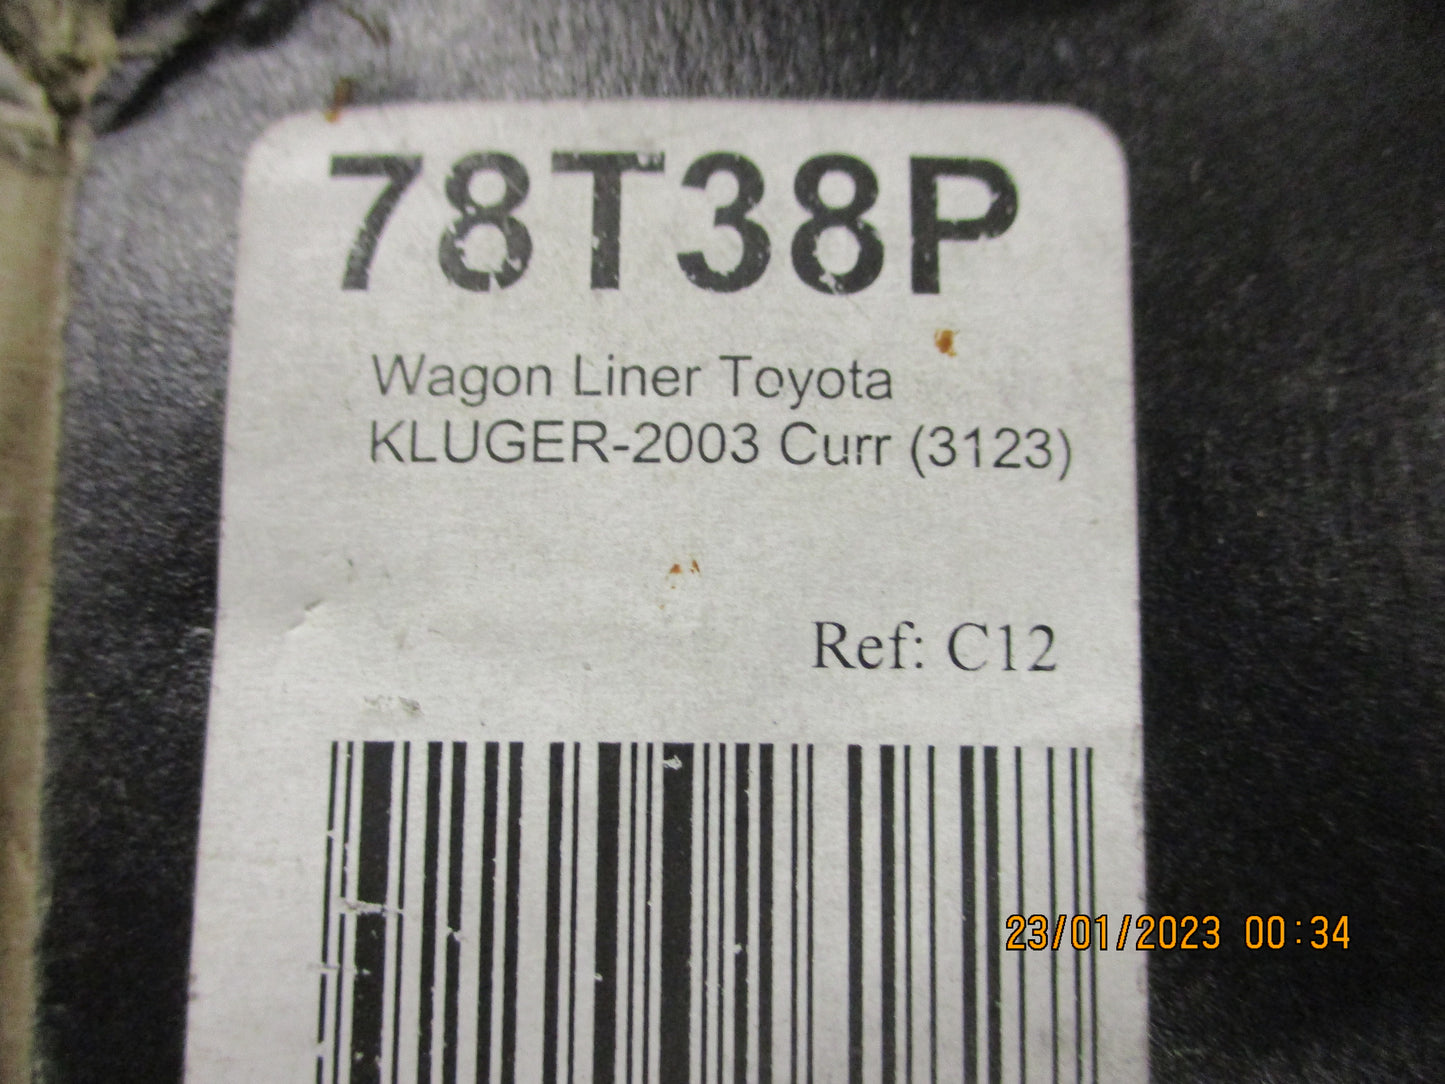 78T38P
Wagon Liner Toyota
KLUGER-2003 Curr (3123)
Ref: C12
23/01/2023 00:34